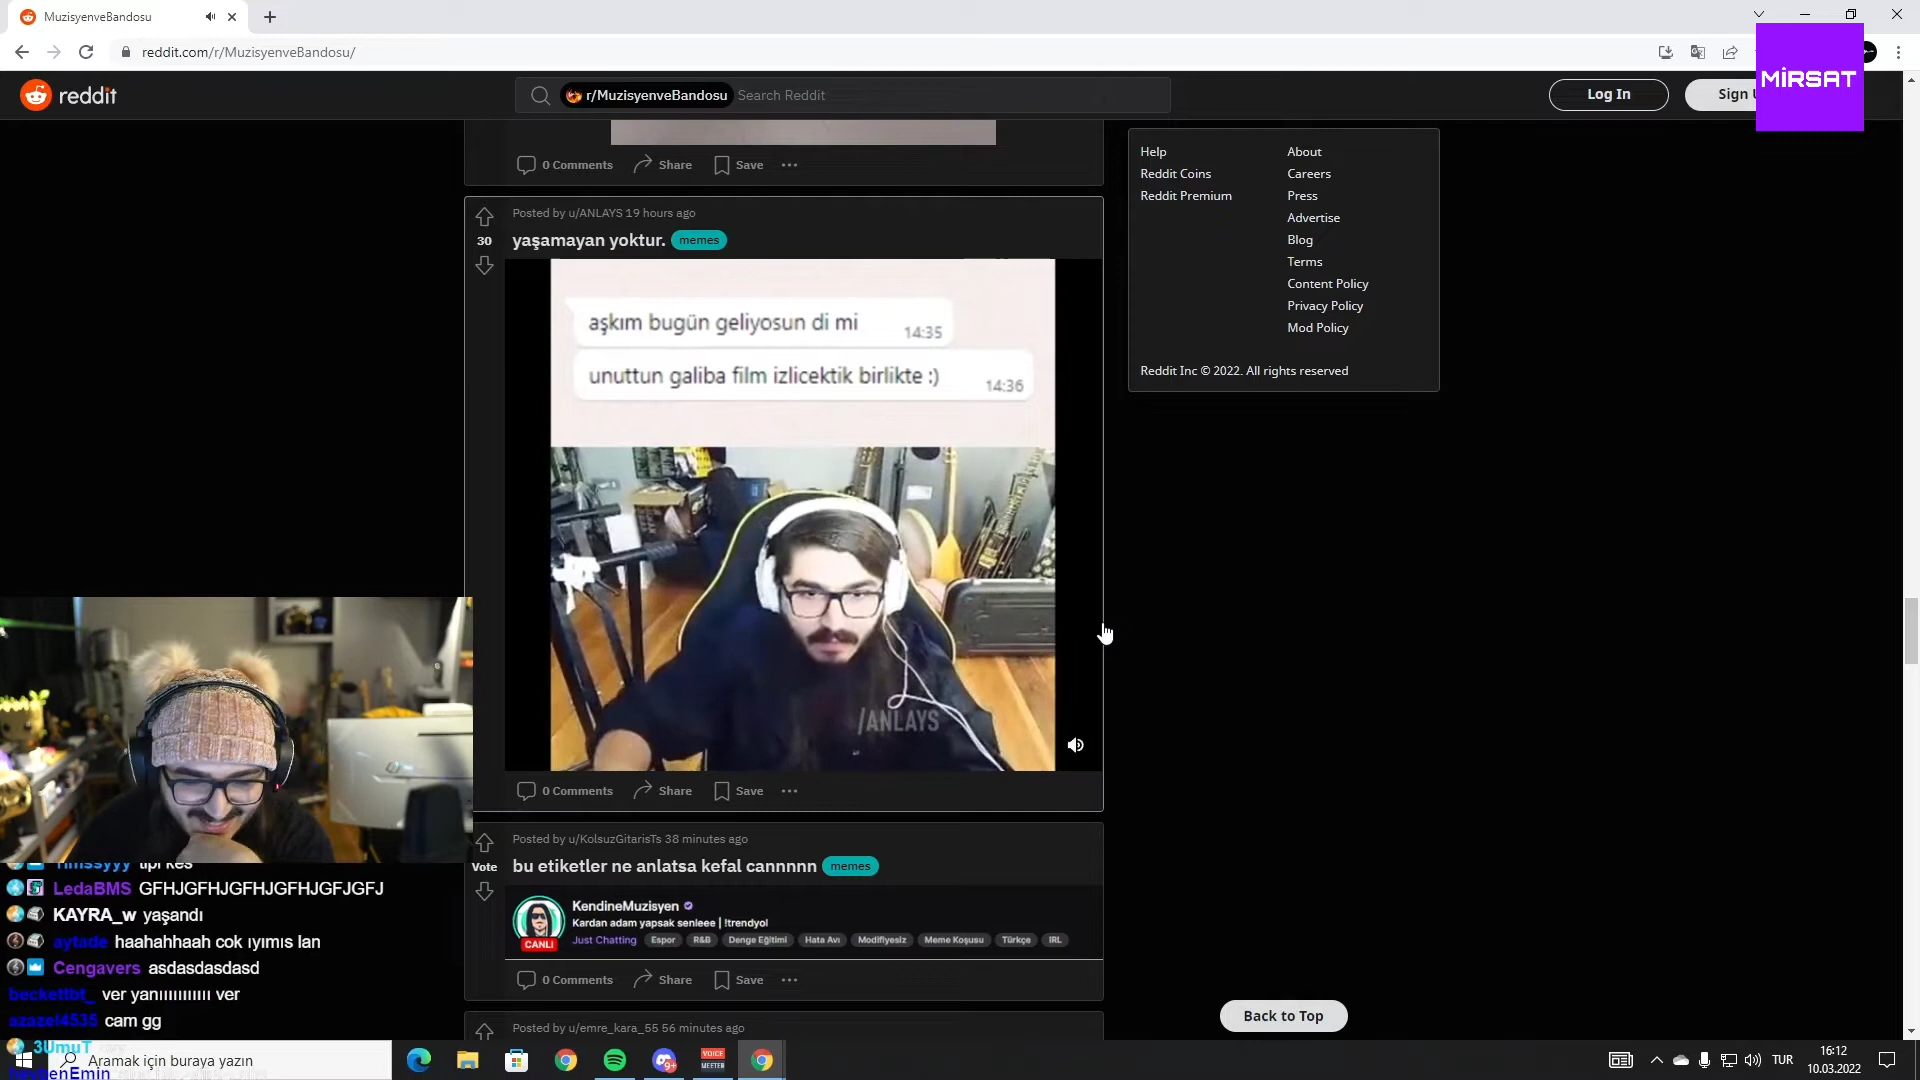 MuzisyenveBandosu
reddit.com/r/MuzisyenveBandosu/
reddit
r/MuzisyenveBandosu Search Reddit
Log In
Sign
MİRSAT
0 Comments Share Save
Posted by u/ANLAYS 19 hours ago
30
yaşamayan yoktur. memes
aşkım bugün geliyosun di mi 14:35
unuttun galiba film izlicektik birlikte :) 14:36
/ANLAYS
0 Comments Share Save
Help
Reddit Coins
Reddit Premium
About
Careers
Press
Advertise
Blog
Terms
Content Policy
Privacy Policy
Mod Policy
Reddit Inc © 2022. All rights reserved
Posted by u/KolsuzGitarisTs 38 minutes ago
Vote
bu etiketler ne anlatsa kefal cannnnn memes
KendineMuzisyen
Kardan adam yapsak senleee | !trendyol
CANLI
Just Chatting Espor R&B Denge Eğitimi Hata Avı Modifiyesiz Meme Koşusu Türkçe IRL
0 Comments Share Save
Posted by u/emre_kara_55 56 minutes ago
Back to Top
tipi kes
LedaBMS GFHJGFHJGFHJGFHJGFJGFJ
KAYRA_w yaşandı
aytade haahahhaah cok ıyımıs lan
Cengavers asdasdasdasd
beckettbt_ ver yanıııııııııı ver
azazel4535 cam gg
3UmuT
Aramak için buraya yazın
VOICE
MEETER
9+
TUR
16:12
10.03.2022